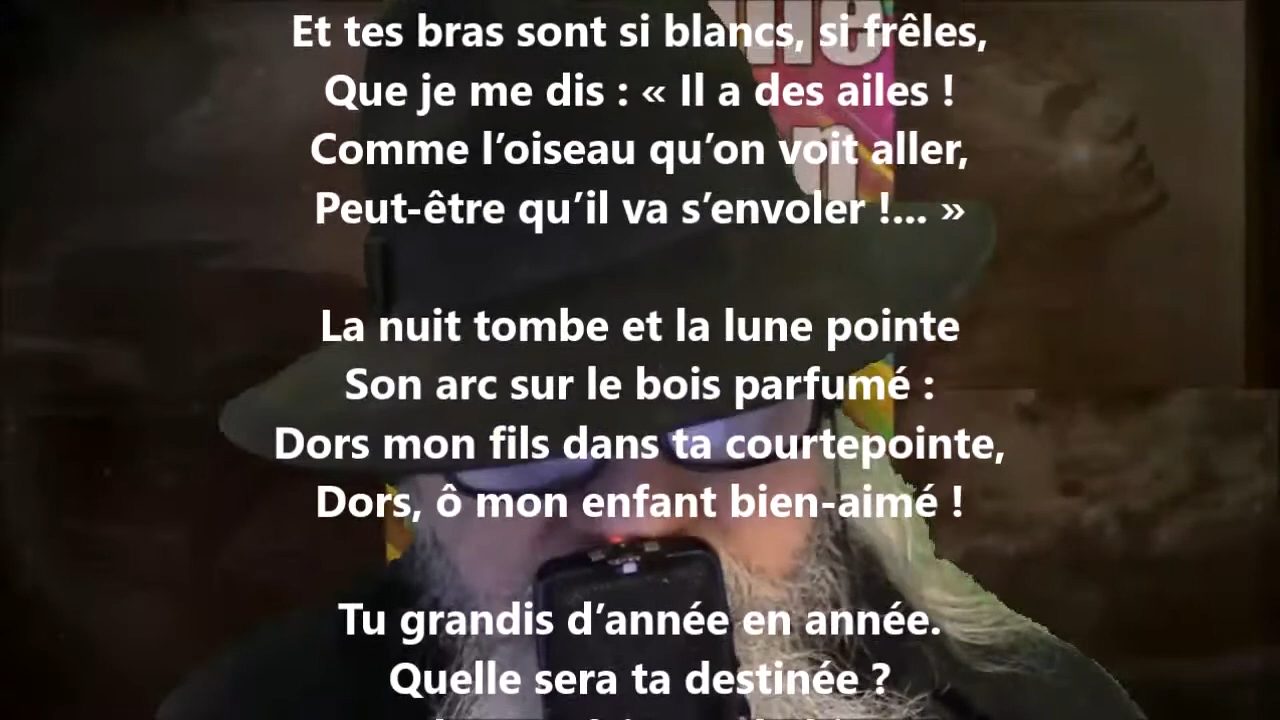 Et tes bras sont si blancs, si frêles,
Que je me dis : « Il a des ailes !
Comme l’oiseau qu’on voit aller,
Peut-être qu’il va s’envoler !... »
La nuit tombe et la lune pointe
Son arc sur le bois parfumé :
Dors mon fils dans ta courtepointe,
Dors, ô mon enfant bien-aimé !
Tu grandis d’année en année.
Quelle sera ta destinée ?